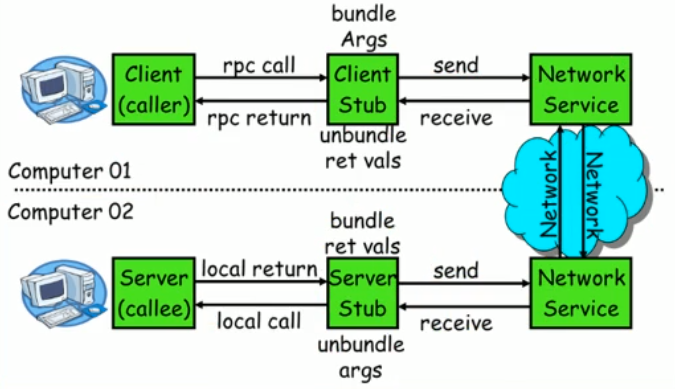 bundle
Args
Client
(caller)
rpc call
rpc return
Client
Stub
send
receive
Network
Service
unbundle
ret vals
Computer 01
Network
Network
Computer 02
bundle
ret vals
Server
(callee)
local return
local call
Server
Stub
send
receive
Network
Service
unbundle
args